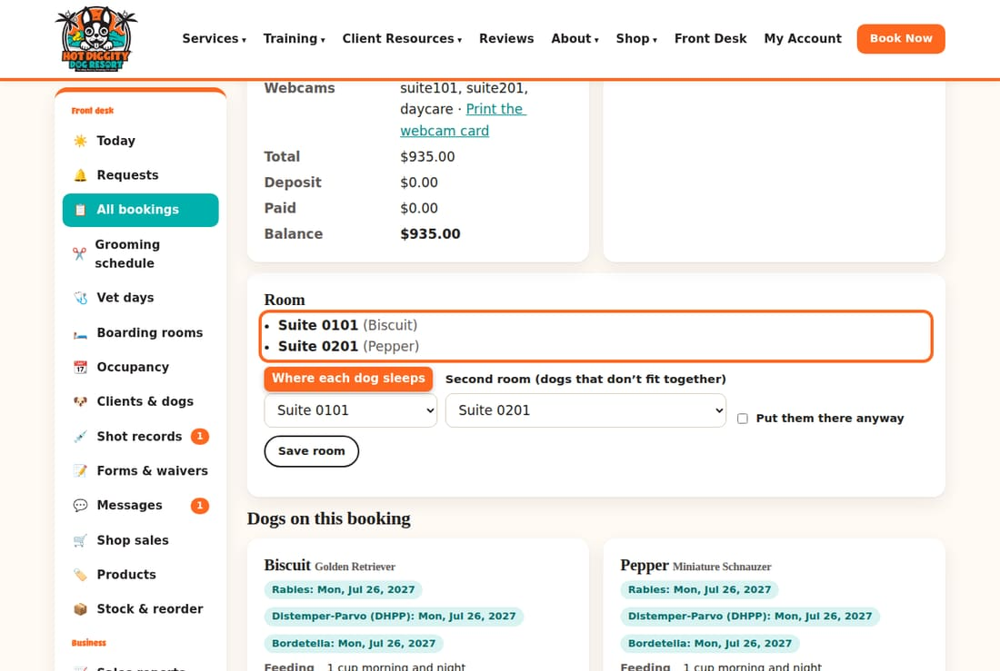 HOT DIGGITY
DOG RESORT
Services ▾
Training ▾
Client Resources ▾
Reviews
About ▾
Shop ▾
Front Desk
My Account
Book Now
Front desk
Today
Requests
All bookings
Grooming
schedule
Vet days
Boarding rooms
Occupancy
Clients & dogs
Shot records 1
Forms & waivers
Messages 1
Shop sales
Products
Stock & reorder
Business
Sales reports
Webcams suite101, suite201,
daycare · Print the
webcam card
Total $935.00
Deposit $0.00
Paid $0.00
Balance $935.00
Room
• Suite 0101 (Biscuit)
• Suite 0201 (Pepper)
Where each dog sleeps
Second room (dogs that don’t fit together)
Suite 0101
Suite 0201
Put them there anyway
Save room
Dogs on this booking
Biscuit Golden Retriever
Rabies: Mon, Jul 26, 2027
Distemper-Parvo (DHPP): Mon, Jul 26, 2027
Bordetella: Mon, Jul 26, 2027
Feeding 1 cup morning and night
Pepper Miniature Schnauzer
Rabies: Mon, Jul 26, 2027
Distemper-Parvo (DHPP): Mon, Jul 26, 2027
Bordetella: Mon, Jul 26, 2027
Feeding 1 cup morning and night